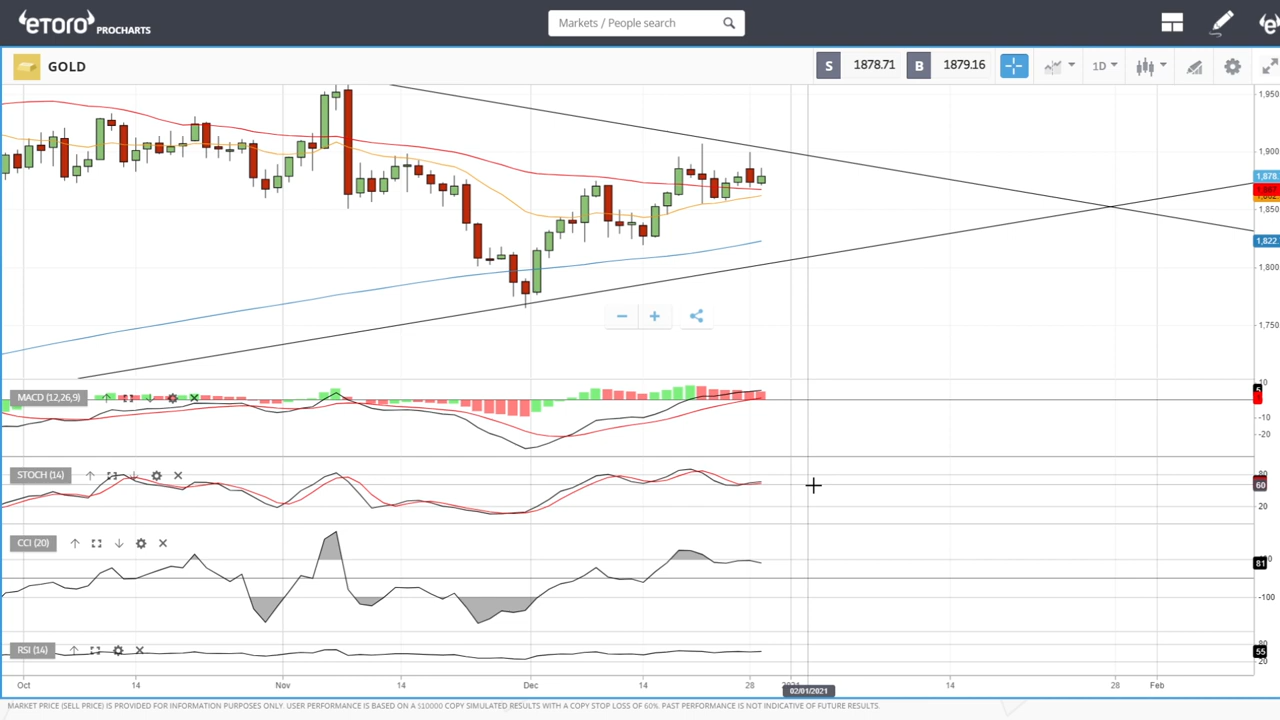 eToro PROCHARTS
Markets / People search
GOLD
S 1878.71 B 1879.16 1D
1,950
1,900
1,878.
1,850
1,822
1,800
1,750
MACD (12,26,9)
10
5
-10
-20
STOCH (14)
80
60
20
CCI (20)
81
-100
RSI (14)
80
55
20
Oct 14 Nov 14 Dec 14 28 14 28 Feb
02/01/2021
MARKET PRICE (SELL PRICE) IS PROVIDED FOR INFORMATION PURPOSES ONLY. USER PERFORMANCE IS BASED ON A $10000 COPY SIMULATED RESULTS WITH A COPY STOP LOSS OF 60%. PAST PERFORMANCE IS NOT INDICATIVE OF FUTURE RESULTS.